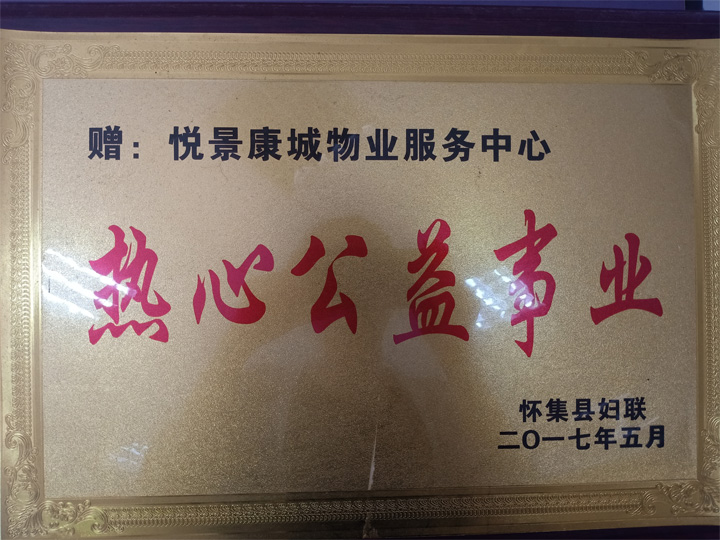 赠：悦景康城物业服务中心
热心公益事业
怀集县妇联
二〇一七年五月